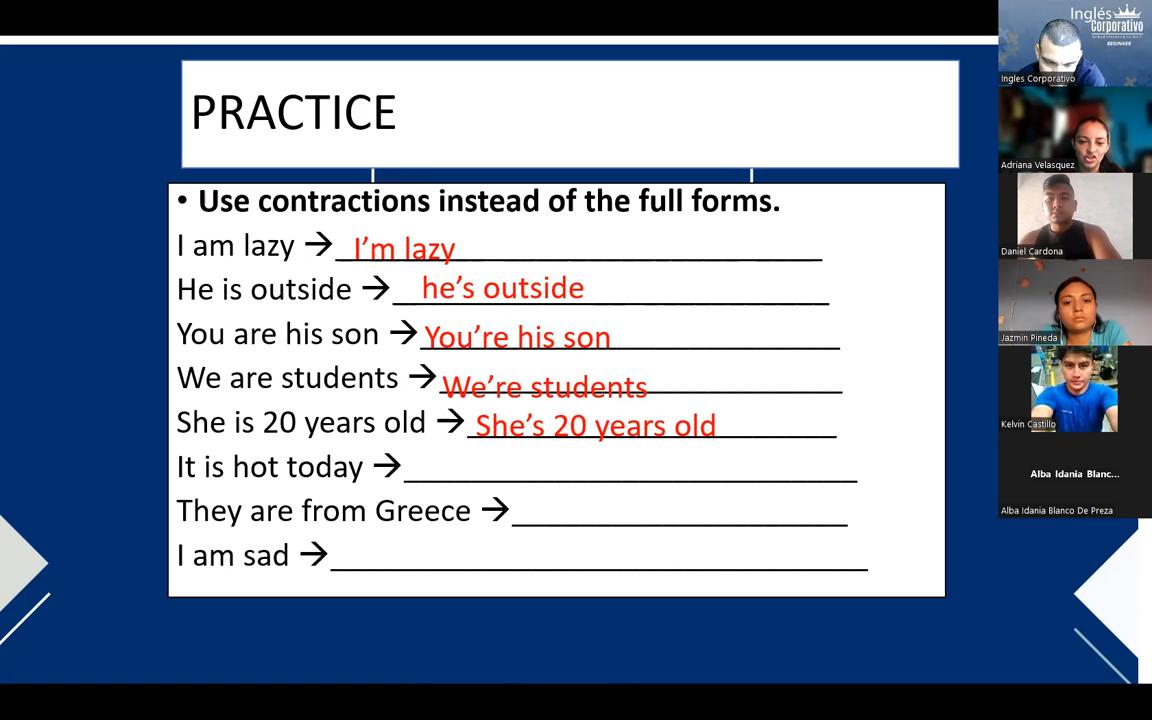 PRACTICE
• Use contractions instead of the full forms.
I am lazy → I'm lazy
He is outside → he's outside
You are his son → You're his son
We are students → We're students
She is 20 years old → She's 20 years old
It is hot today →
They are from Greece →
I am sad →
Inglés
Corporativo
BEGINNER
Ingles Corporativo
Adriana Velasquez
Daniel Cardona
Jazmin Pineda
Kelvin Castillo
Alba Idania Blanc...
Alba Idania Blanco De Preza